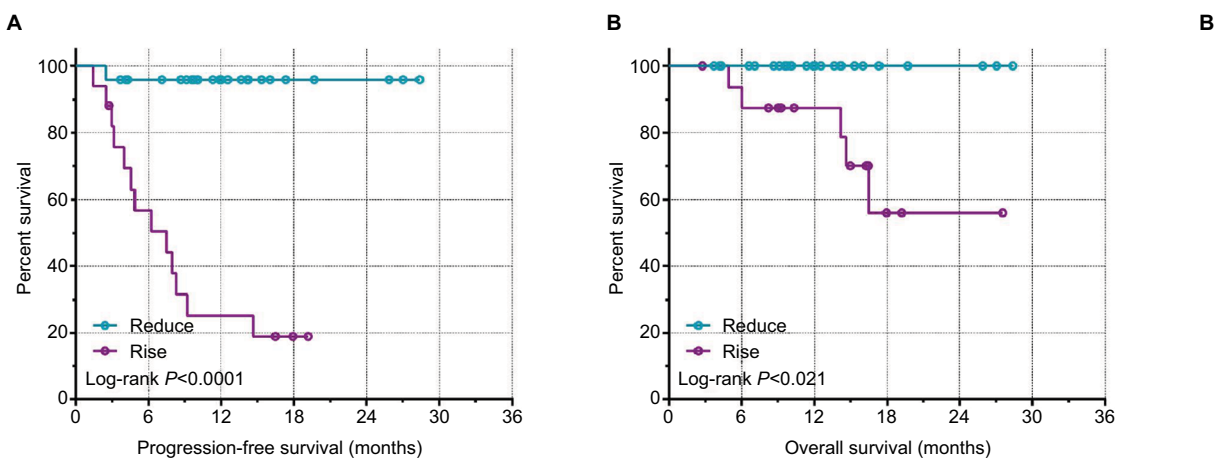 A
B
B
Percent survival
100
80
60
40
20
0
Reduce
Rise
Log-rank P<0.0001
0 6 12 18 24 30 36
Progression-free survival (months)
Percent survival
100
80
60
40
20
0
Reduce
Rise
Log-rank P<0.021
0 6 12 18 24 30 36
Overall survival (months)